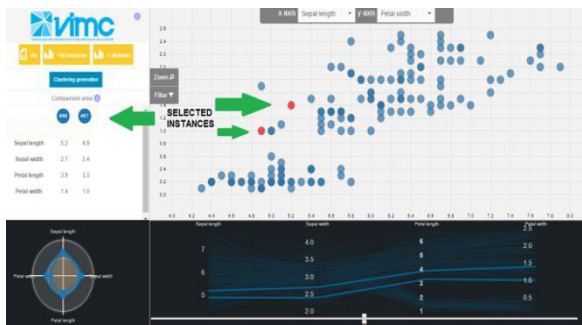 vimc
x axis Sepal length y axis Petal width
Clustering generation
Comparison area
Sepal length 5.2 4.9
Sepal width 2.7 2.4
Petal length 3.9 3.3
Petal width 1.4 1.0
Zoom
Filter
SELECTED
INSTANCES
2.6
2.4
2.2
2.0
1.8
1.6
1.4
1.2
1.0
0.8
0.6
0.4
0.2
0.0
4.0 4.2 4.4 4.6 4.8 5.0 5.2 5.4 5.6 5.8 6.0 6.2 6.4 6.6 6.8 7.0 7.2 7.4 7.6 7.8 8.0
Sepal length
Petal width
Sepal width
Petal length
Sepal length Sepal width Petal length Petal width
7
6
5
4.0
3.5
3.0
2.5
2.0
6
5
4
3
2
1
2.5
2.0
1.5
1.0
0.5